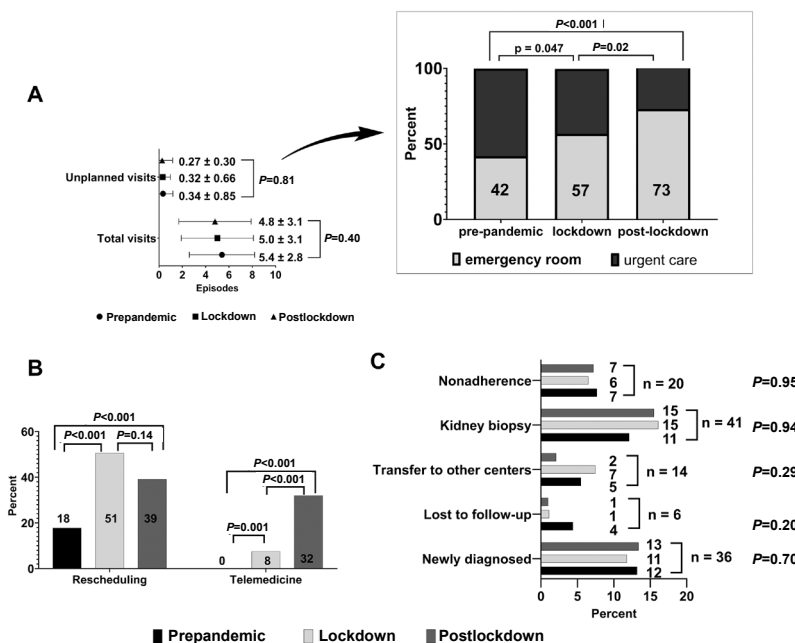 A
Unplanned visits
Total visits
0.27 ± 0.30
0.32 ± 0.66
0.34 ± 0.85
P=0.81
4.8 ± 3.1
5.0 ± 3.1
5.4 ± 2.8
P=0.40
0 2 4 6 8 10
Episodes
Prepandemic Lockdown Postlockdown
P<0.001
p = 0.047 P=0.02
Percent
100
50
0
42 57 73
pre-pandemic lockdown post-lockdown
emergency room urgent care
B
Percent
60
40
20
0
P<0.001
P<0.001 P=0.14
18 51 39
Rescheduling
P<0.001
P<0.001
P=0.001
0 8 32
Telemedicine
C
Nonadherence
7
6
7
n = 20 P=0.95
Kidney biopsy
15
15
11
n = 41 P=0.94
Transfer to other centers
2
7
5
n = 14 P=0.29
Lost to follow-up
1
1
4
n = 6 P=0.20
Newly diagnosed
13
11
12
n = 36 P=0.70
0 5 10 15 20
Percent
Prepandemic Lockdown Postlockdown